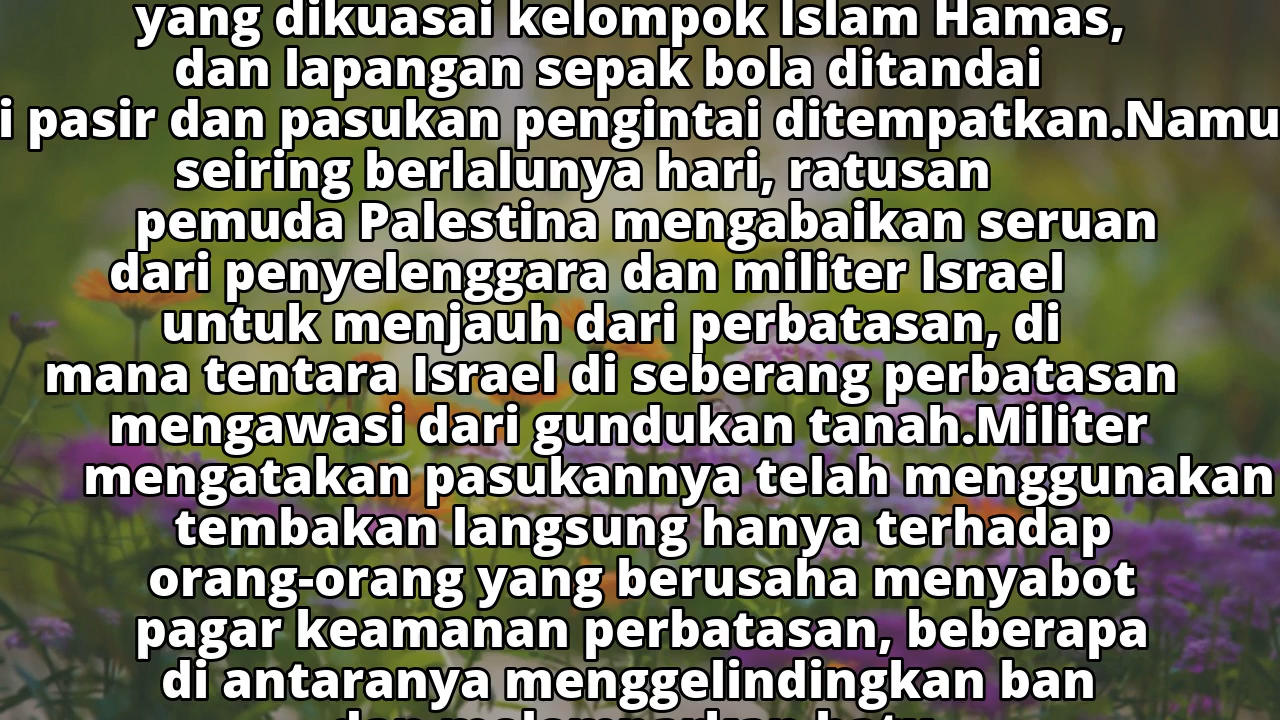 yang dikuasai kelompok Islam Hamas,
dan lapangan sepak bola ditandai
i pasir dan pasukan pengintai ditempatkan.Namu
seiring berlalunya hari, ratusan
pemuda Palestina mengabaikan seruan
dari penyelenggara dan militer Israel
untuk menjauh dari perbatasan, di
mana tentara Israel di seberang perbatasan
mengawasi dari gundukan tanah.Militer
mengatakan pasukannya telah menggunakan
tembakan langsung hanya terhadap
orang-orang yang berusaha menyabot
pagar keamanan perbatasan, beberapa
di antaranya menggelindingkan ban
dan melemparkan batu